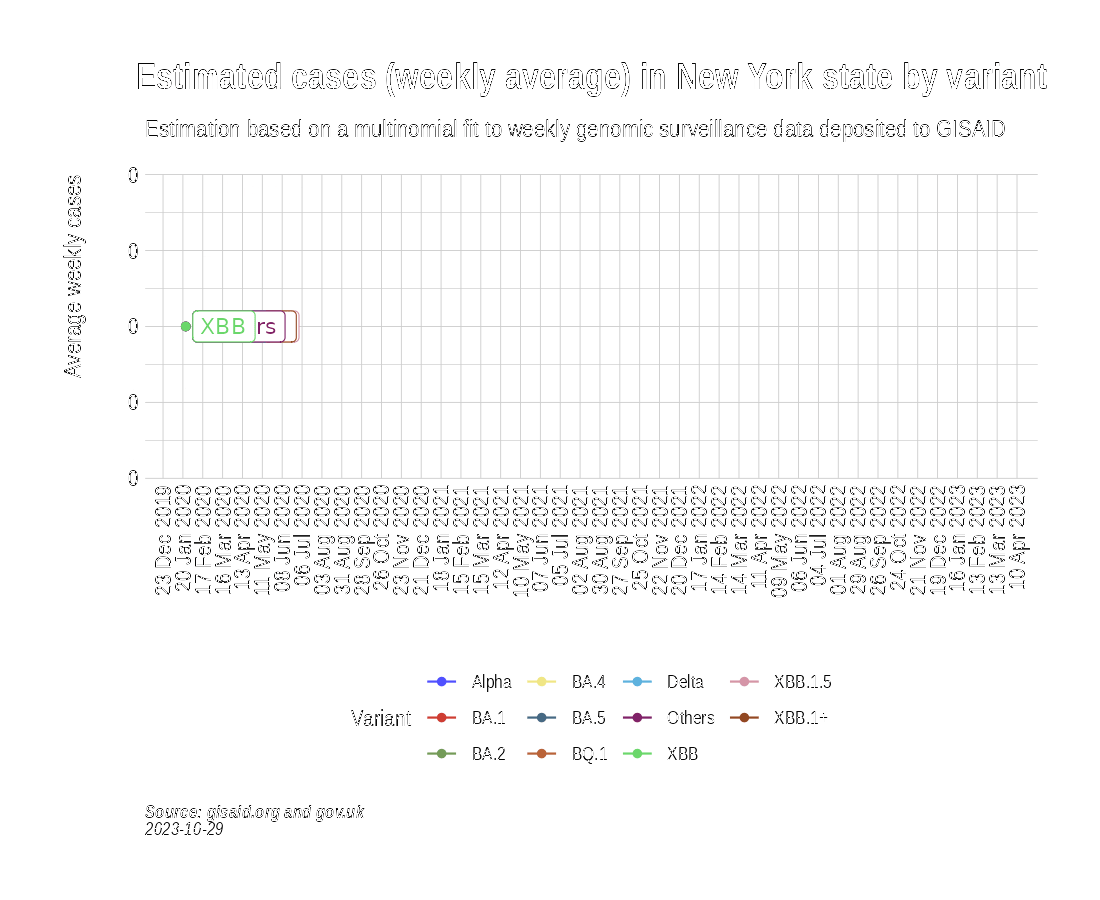 Estimated cases (weekly average) in New York state by variant
Estimation based on a multinomial fit to weekly genomic surveillance data deposited to GISAID
Average weekly cases
0
0
0
0
0
XBB
rs
23 Dec 2019
20 Jan 2020
17 Feb 2020
16 Mar 2020
13 Apr 2020
11 May 2020
08 Jun 2020
06 Jul 2020
03 Aug 2020
31 Aug 2020
28 Sep 2020
26 Oct 2020
23 Nov 2020
21 Dec 2020
18 Jan 2021
15 Feb 2021
15 Mar 2021
12 Apr 2021
10 May 2021
07 Jun 2021
05 Jul 2021
02 Aug 2021
30 Aug 2021
27 Sep 2021
25 Oct 2021
22 Nov 2021
20 Dec 2021
17 Jan 2022
14 Feb 2022
14 Mar 2022
11 Apr 2022
09 May 2022
06 Jun 2022
04 Jul 2022
01 Aug 2022
29 Aug 2022
26 Sep 2022
24 Oct 2022
21 Nov 2022
19 Dec 2022
16 Jan 2023
13 Feb 2023
13 Mar 2023
10 Apr 2023
Variant
Alpha
BA.1
BA.2
BA.4
BA.5
BQ.1
Delta
Others
XBB
XBB.1.5
XBB.1+
Source: gisaid.org and gov.uk
2023-10-29